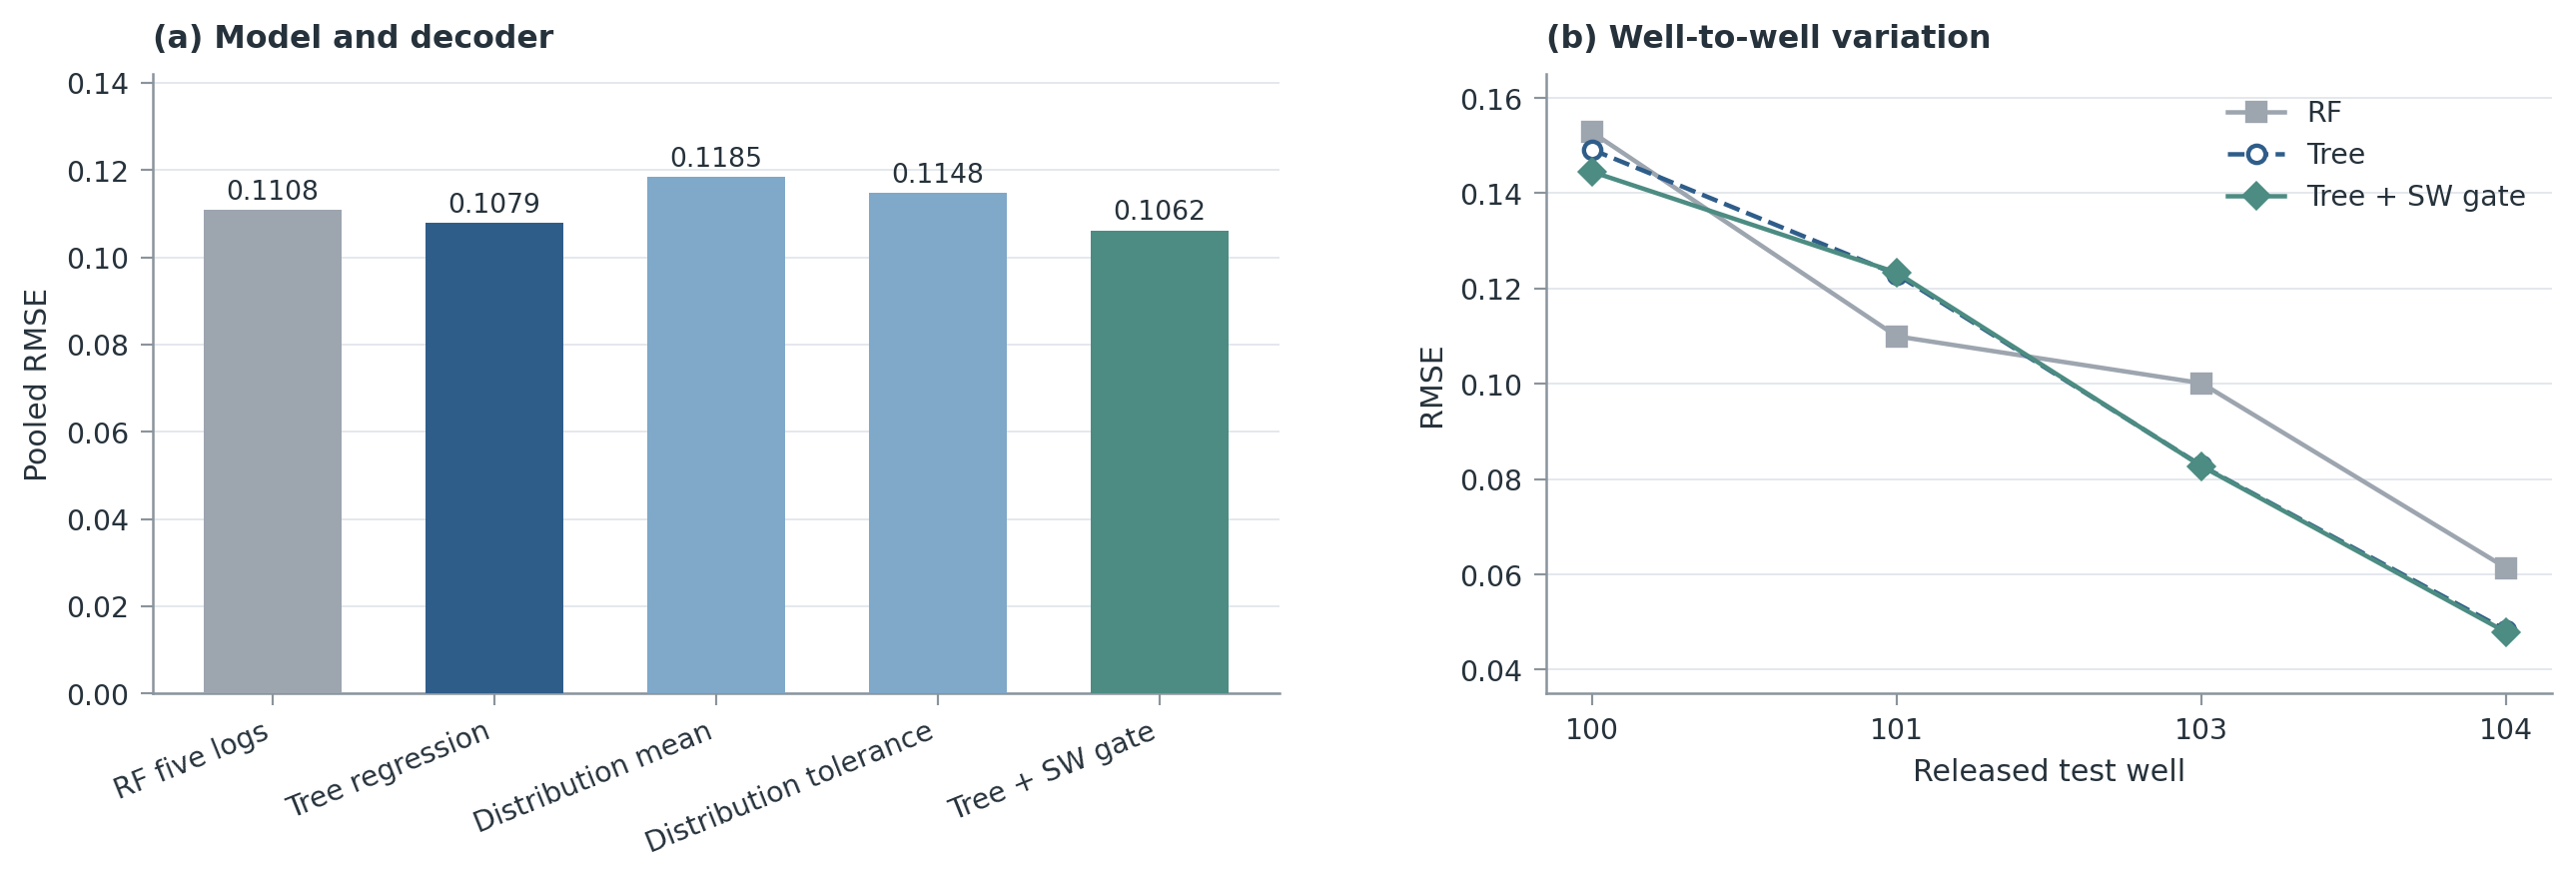 (a) Model and decoder
Pooled RMSE
0.14
0.12
0.10
0.08
0.06
0.04
0.02
0.00
0.1108
0.1079
0.1185
0.1148
0.1062
RF five logs
Tree regression
Distribution mean
Distribution tolerance
Tree + SW gate
(b) Well-to-well variation
RMSE
0.16
0.14
0.12
0.10
0.08
0.06
0.04
RF
Tree
Tree + SW gate
100
101
103
104
Released test well